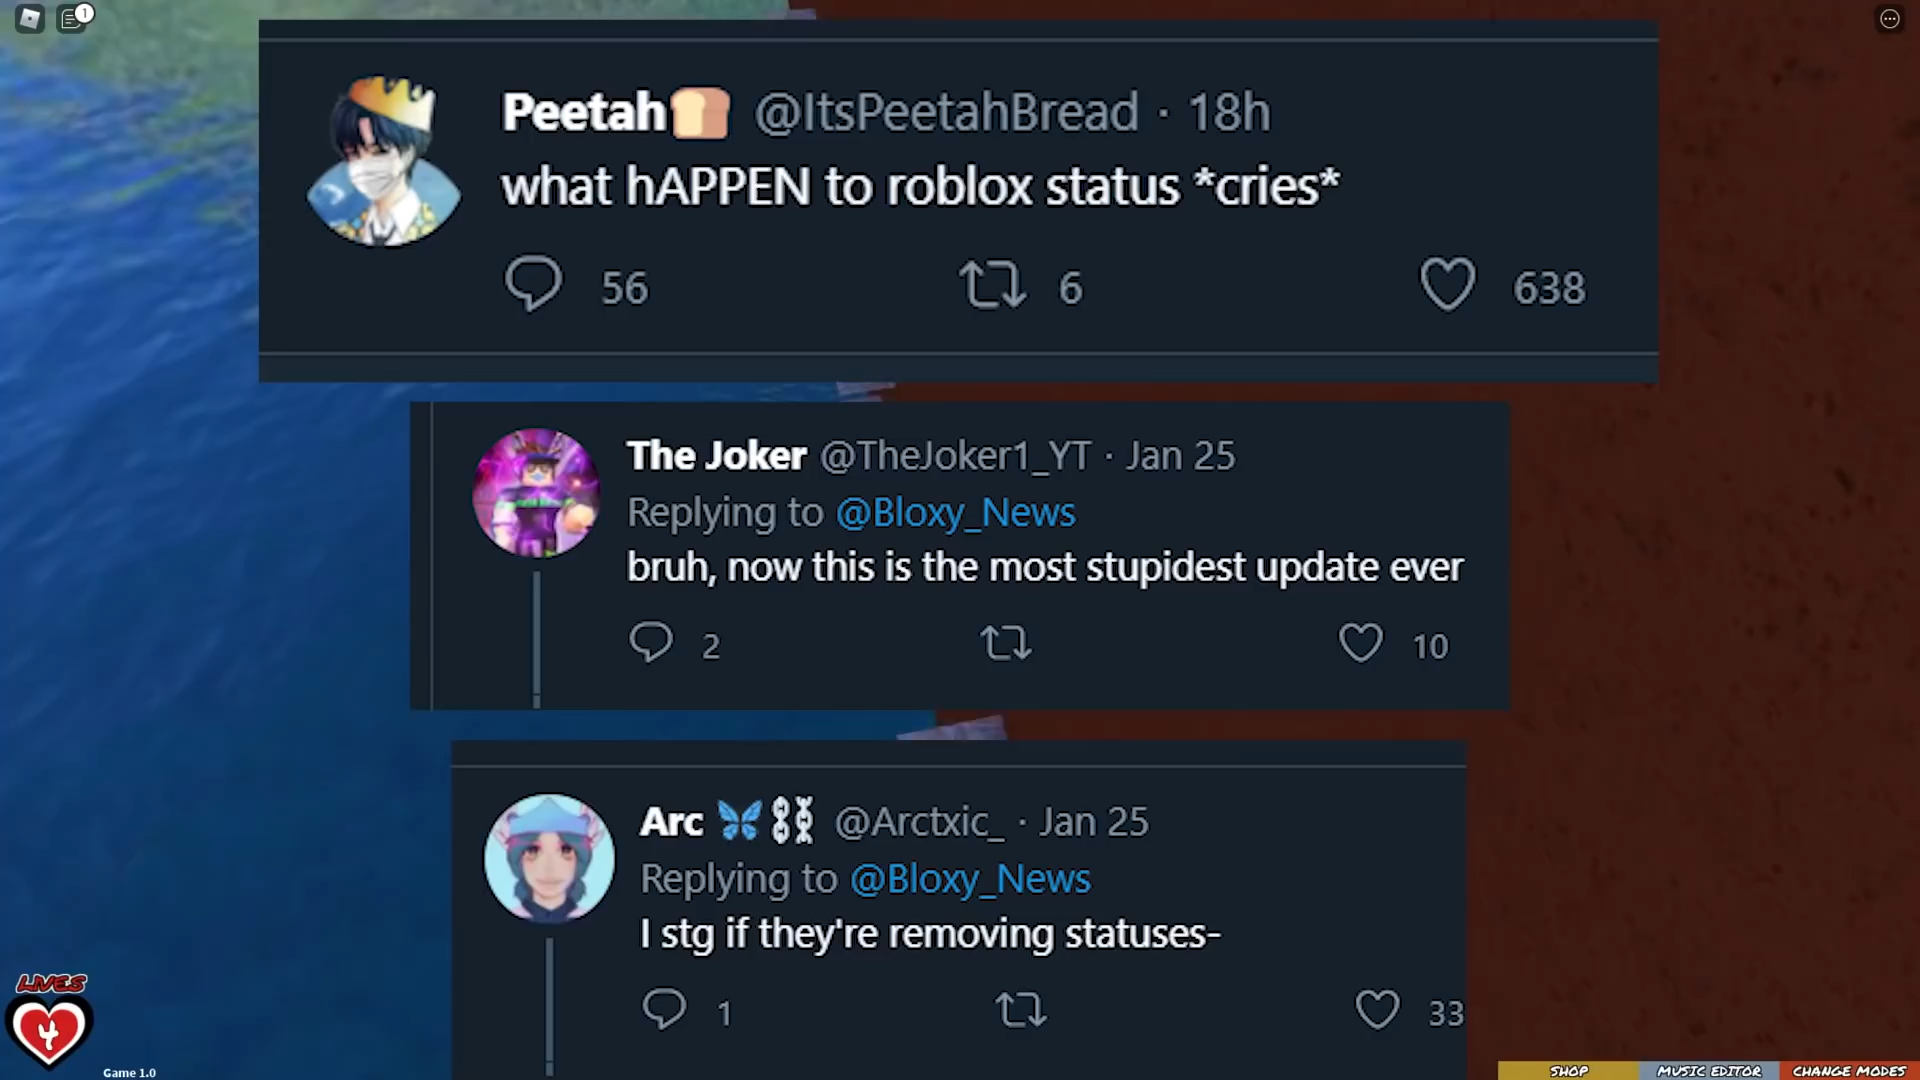 1
Peetah🍞 @ItsPeetahBread · 18h
what hAPPEN to roblox status *cries*
56 6 638
The Joker @TheJoker1_YT · Jan 25
Replying to @Bloxy_News
bruh, now this is the most stupidest update ever
2 10
Arc 🦋⛓ @Arctxic_ · Jan 25
Replying to @Bloxy_News
I stg if they're removing statuses-
1 33
LIVES
4
Game 1.0
SHOP MUSIC EDITOR CHANGE MODES